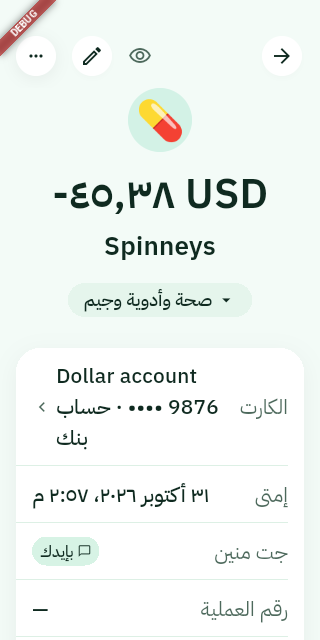 DEBUG
-٤٥,٣٨ USD
Spinneys
صحة وأدوية وجيم
الكارت
Dollar account
حساب · •••• 9876
بنك
إمتى
٣١ أكتوبر ٢٠٢٦، ٢:٥٧ م
جت منين
بإيدك
رقم العملية
—